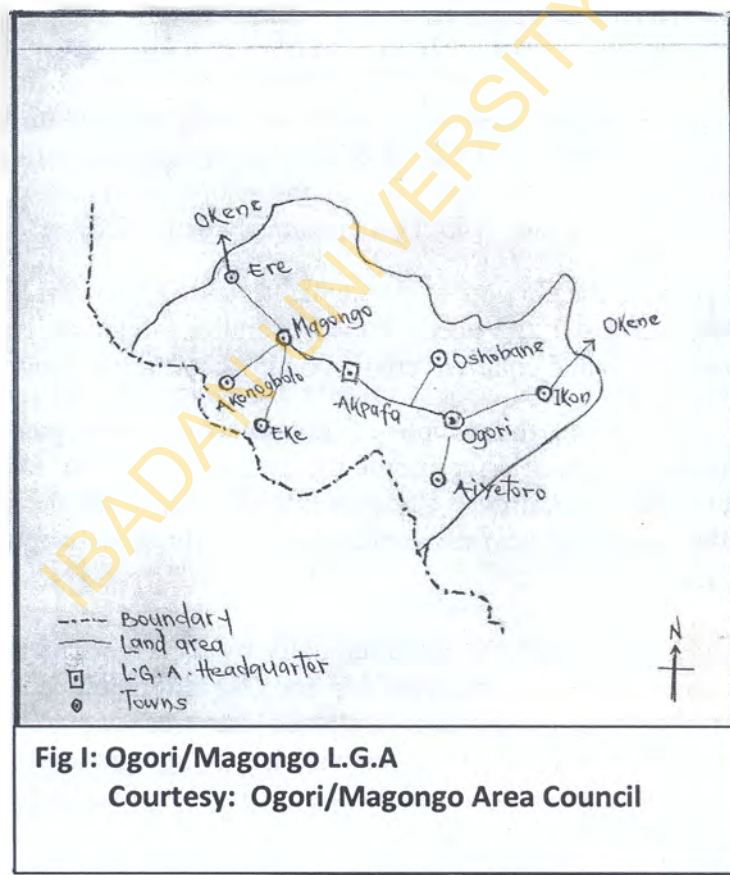 OKene
Ere
Magongo
Oshobane
OKene
Akonogbolo
AKpafa
Ikon
EKe
Ogori
Aiyetoro
Boundary
Land area
L.G.A. Headquarter
Towns
N
IBADAN UNIVERSITY
Fig I: Ogori/Magongo L.G.A
Courtesy: Ogori/Magongo Area Council